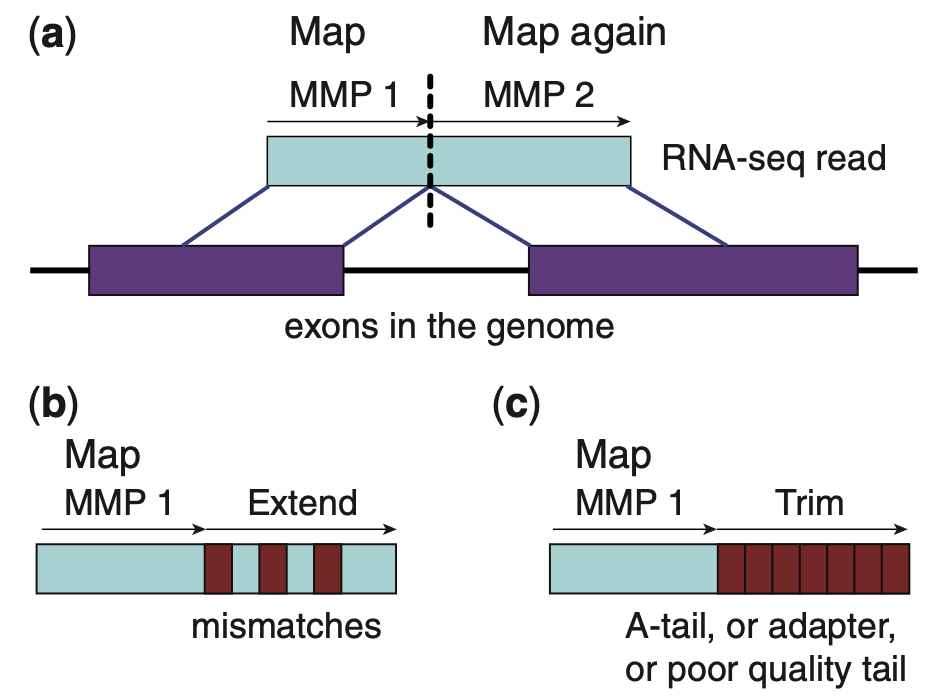 (a)
Map Map again
MMP 1 MMP 2
RNA-seq read
exons in the genome
(b)
Map
MMP 1 Extend
mismatches
(c)
Map
MMP 1 Trim
A-tail, or adapter,
or poor quality tail